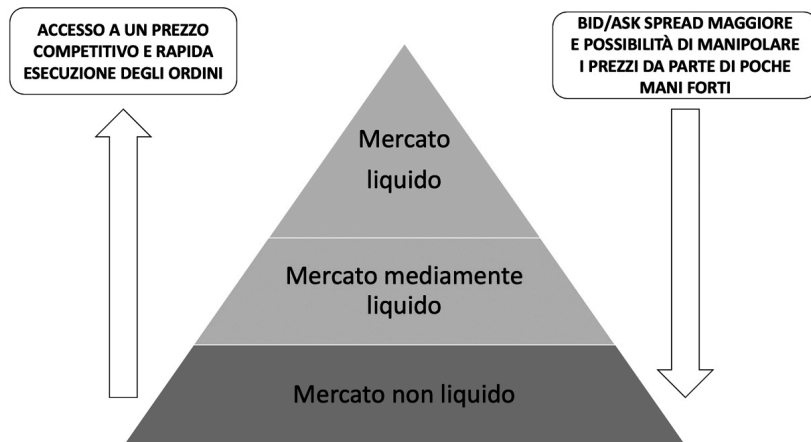 ACCESSO A UN PREZZO
COMPETITIVO E RAPIDA
ESECUZIONE DEGLI ORDINI
BID/ASK SPREAD MAGGIORE
E POSSIBILITÀ DI MANIPOLARE
I PREZZI DA PARTE DI POCHE
MANI FORTI
Mercato
liquido
Mercato mediamente
liquido
Mercato non liquido